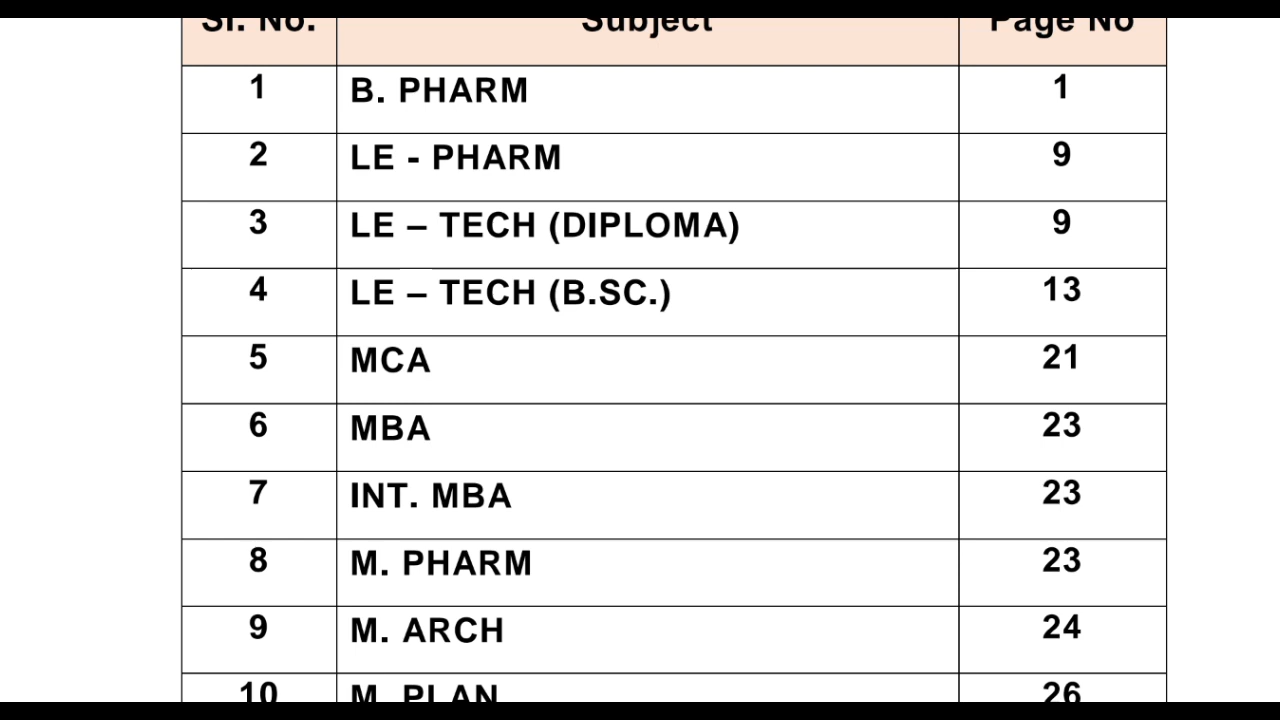 Sl. No. Subject Page No
1 B. PHARM 1
2 LE - PHARM 9
3 LE – TECH (DIPLOMA) 9
4 LE – TECH (B.SC.) 13
5 MCA 21
6 MBA 23
7 INT. MBA 23
8 M. PHARM 23
9 M. ARCH 24
10 M. PLAN 26